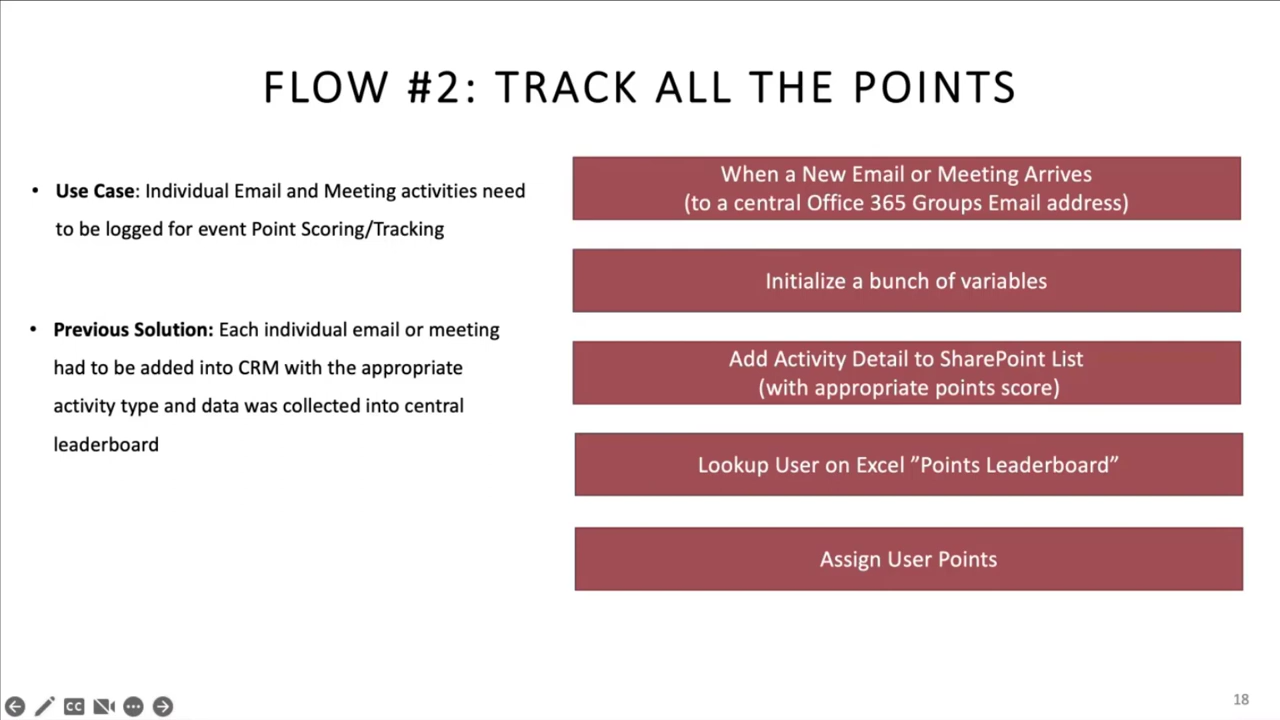 FLOW #2: TRACK ALL THE POINTS
• Use Case: Individual Email and Meeting activities need
to be logged for event Point Scoring/Tracking
• Previous Solution: Each individual email or meeting
had to be added into CRM with the appropriate
activity type and data was collected into central
leaderboard
When a New Email or Meeting Arrives
(to a central Office 365 Groups Email address)
Initialize a bunch of variables
Add Activity Detail to SharePoint List
(with appropriate points score)
Lookup User on Excel ”Points Leaderboard”
Assign User Points
CC
18